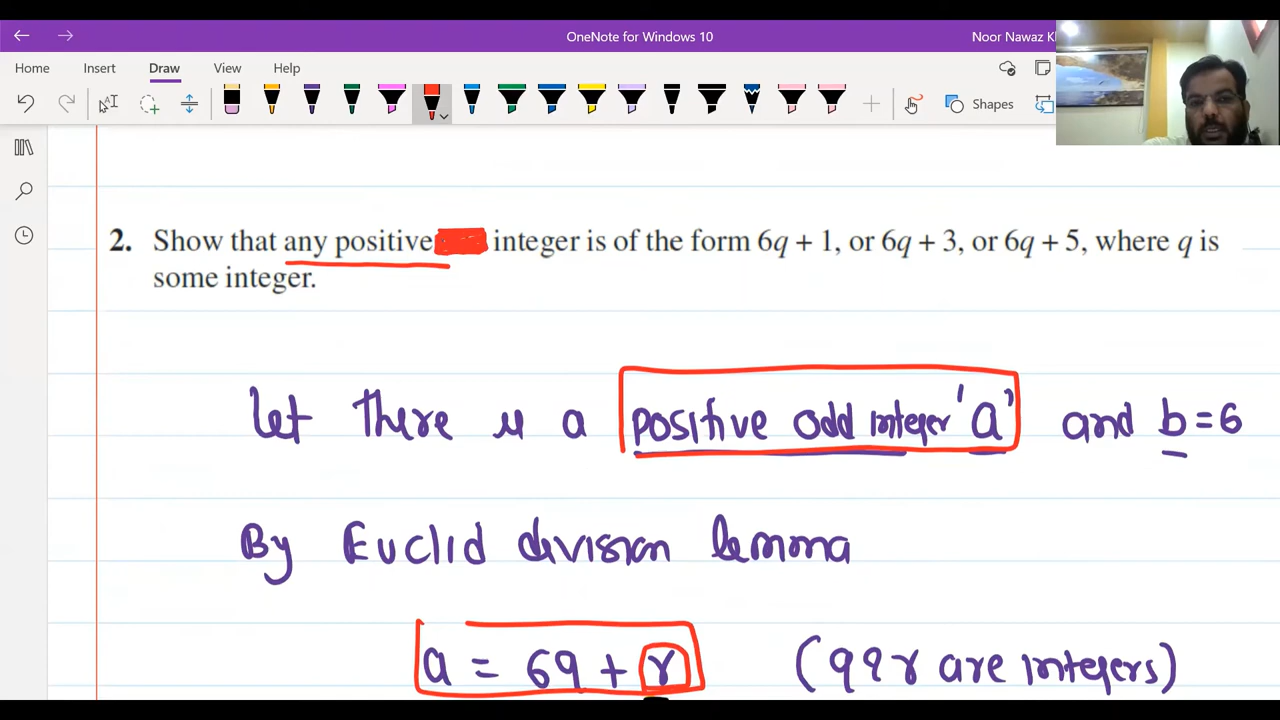 OneNote for Windows 10
Noor Nawaz Kh
Home Insert Draw View Help
Shapes
2. Show that any positive integer is of the form 6q + 1, or 6q + 3, or 6q + 5, where q is
some integer.
Let there is a positive odd integer 'a' and b = 6
By Euclid division lemma
a = 6q + r (q & r are integers)